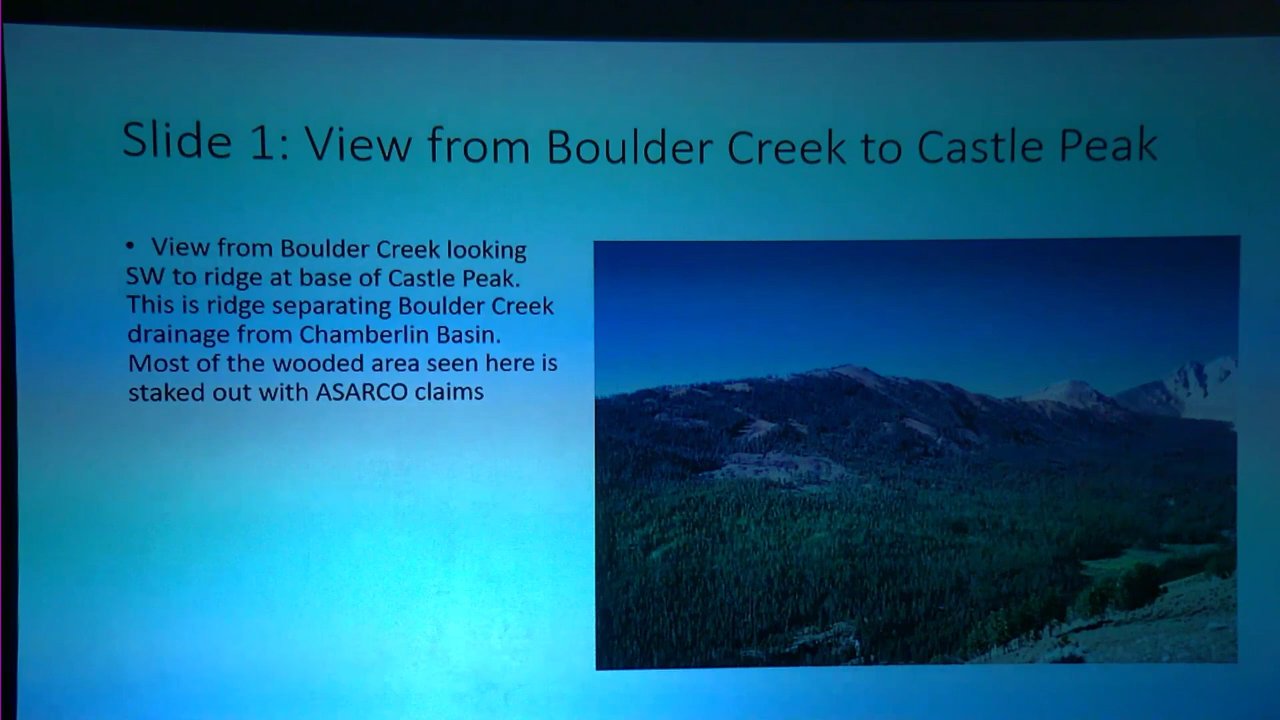 Slide 1: View from Boulder Creek to Castle Peak
• View from Boulder Creek looking
SW to ridge at base of Castle Peak.
This is ridge separating Boulder Creek
drainage from Chamberlin Basin.
Most of the wooded area seen here is
staked out with ASARCO claims